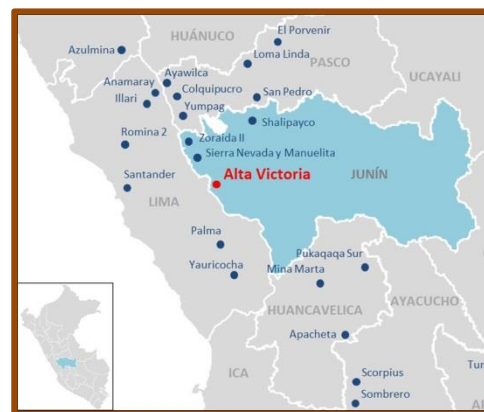 El Porvenir
HUÁNUCO
Azulmina
Loma Linda
PASCO
UCAYALI
Anamaray
Ayawilca
Illari
Colquipucro
San Pedro
Yumpag
Shalipayco
Romina 2
Zoraida II
Sierra Nevada y Manuelita
Alta Victoria
JUNÍN
Santander
LIMA
Palma
Pukaqaqa Sur
Yauricocha
Mina Marta
HUANCAVELICA
AYACUCHO
Apacheta
ICA
Scorpius
Tur
Sombrero